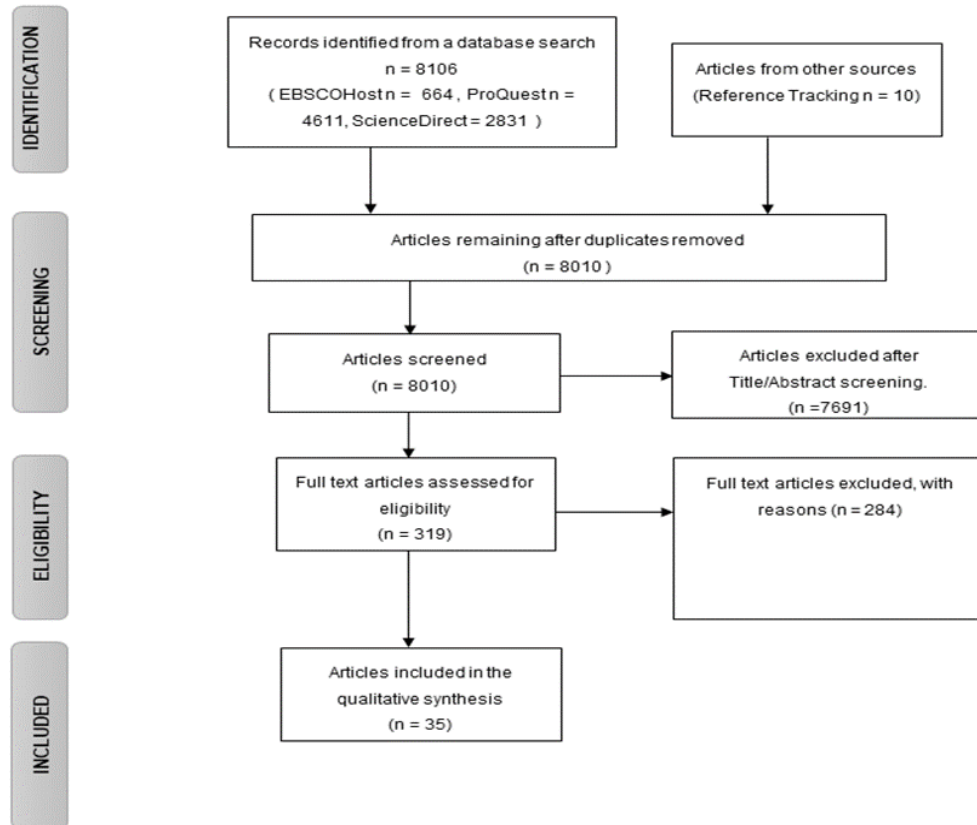 IDENTIFICATION
Records identified from a database search
n = 8106
( EBSCOHost n = 664 , ProQuest n =
4611, ScienceDirect = 2831 )
Articles from other sources
(Reference Tracking n = 10)
SCREENING
Articles remaining after duplicates removed
(n = 8010 )
Articles screened
(n = 8010)
Articles excluded after
Title/Abstract screening.
(n =7691)
ELIGIBILITY
Full text articles assessed for
eligibility
(n = 319)
Full text articles excluded, with
reasons (n = 284)
INCLUDED
Articles included in the
qualitative synthesis
(n = 35)